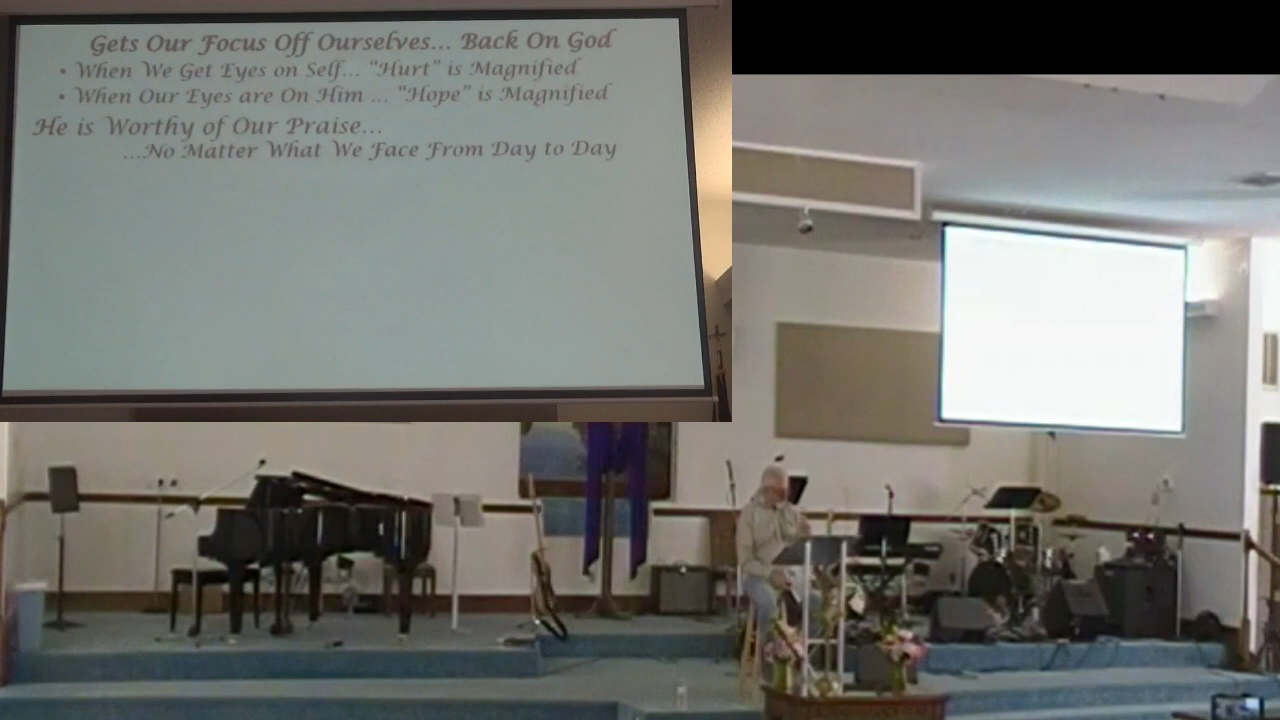 Gets Our Focus Off Ourselves... Back On God
• When We Get Eyes on Self... "Hurt" is Magnified
• When Our Eyes are On Him ... "Hope" is Magnified
He is Worthy of Our Praise...
....No Matter What We Face From Day to Day